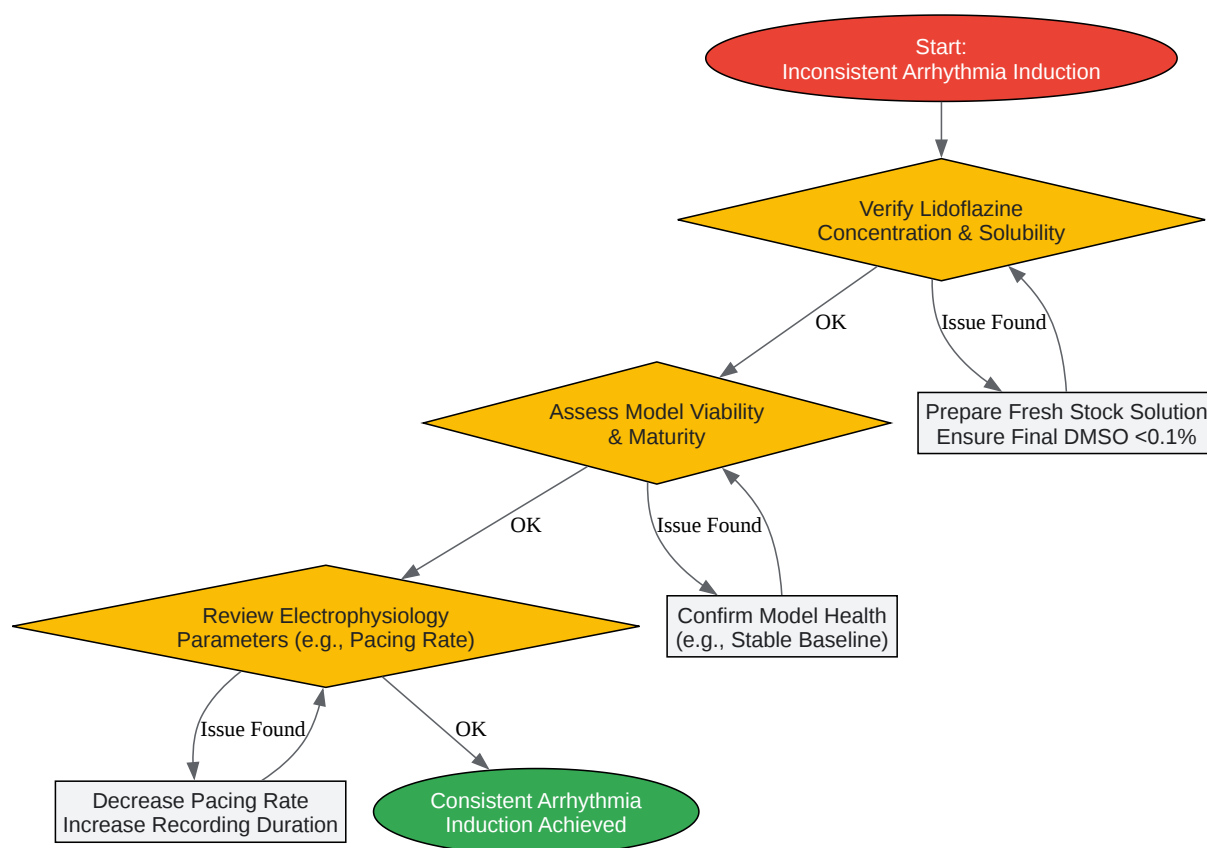 Start:
Inconsistent Arrhythmia Induction
Verify Lidoflazine
Concentration & Solubility
OK
Issue Found
Prepare Fresh Stock Solution
Ensure Final DMSO <0.1%
Assess Model Viability
& Maturity
OK
Issue Found
Confirm Model Health
(e.g., Stable Baseline)
Review Electrophysiology
Parameters (e.g., Pacing Rate)
Issue Found
OK
Decrease Pacing Rate
Increase Recording Duration
Consistent Arrhythmia
Induction Achieved